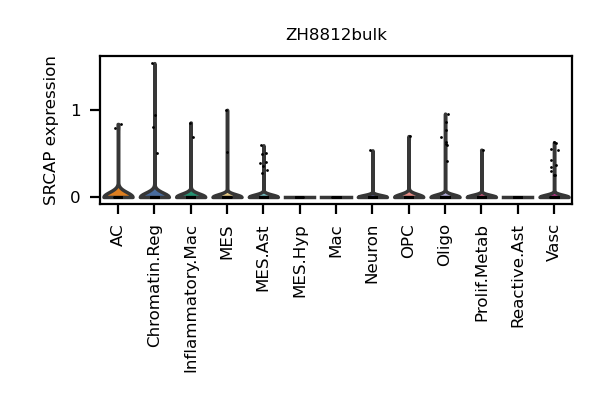 ZH8812bulk
SRCAP expression
1
0
AC
Chromatin.Reg
Inflammatory.Mac
MES
MES.Ast
MES.Hyp
Mac
Neuron
OPC
Oligo
Prolif.Metab
Reactive.Ast
Vasc